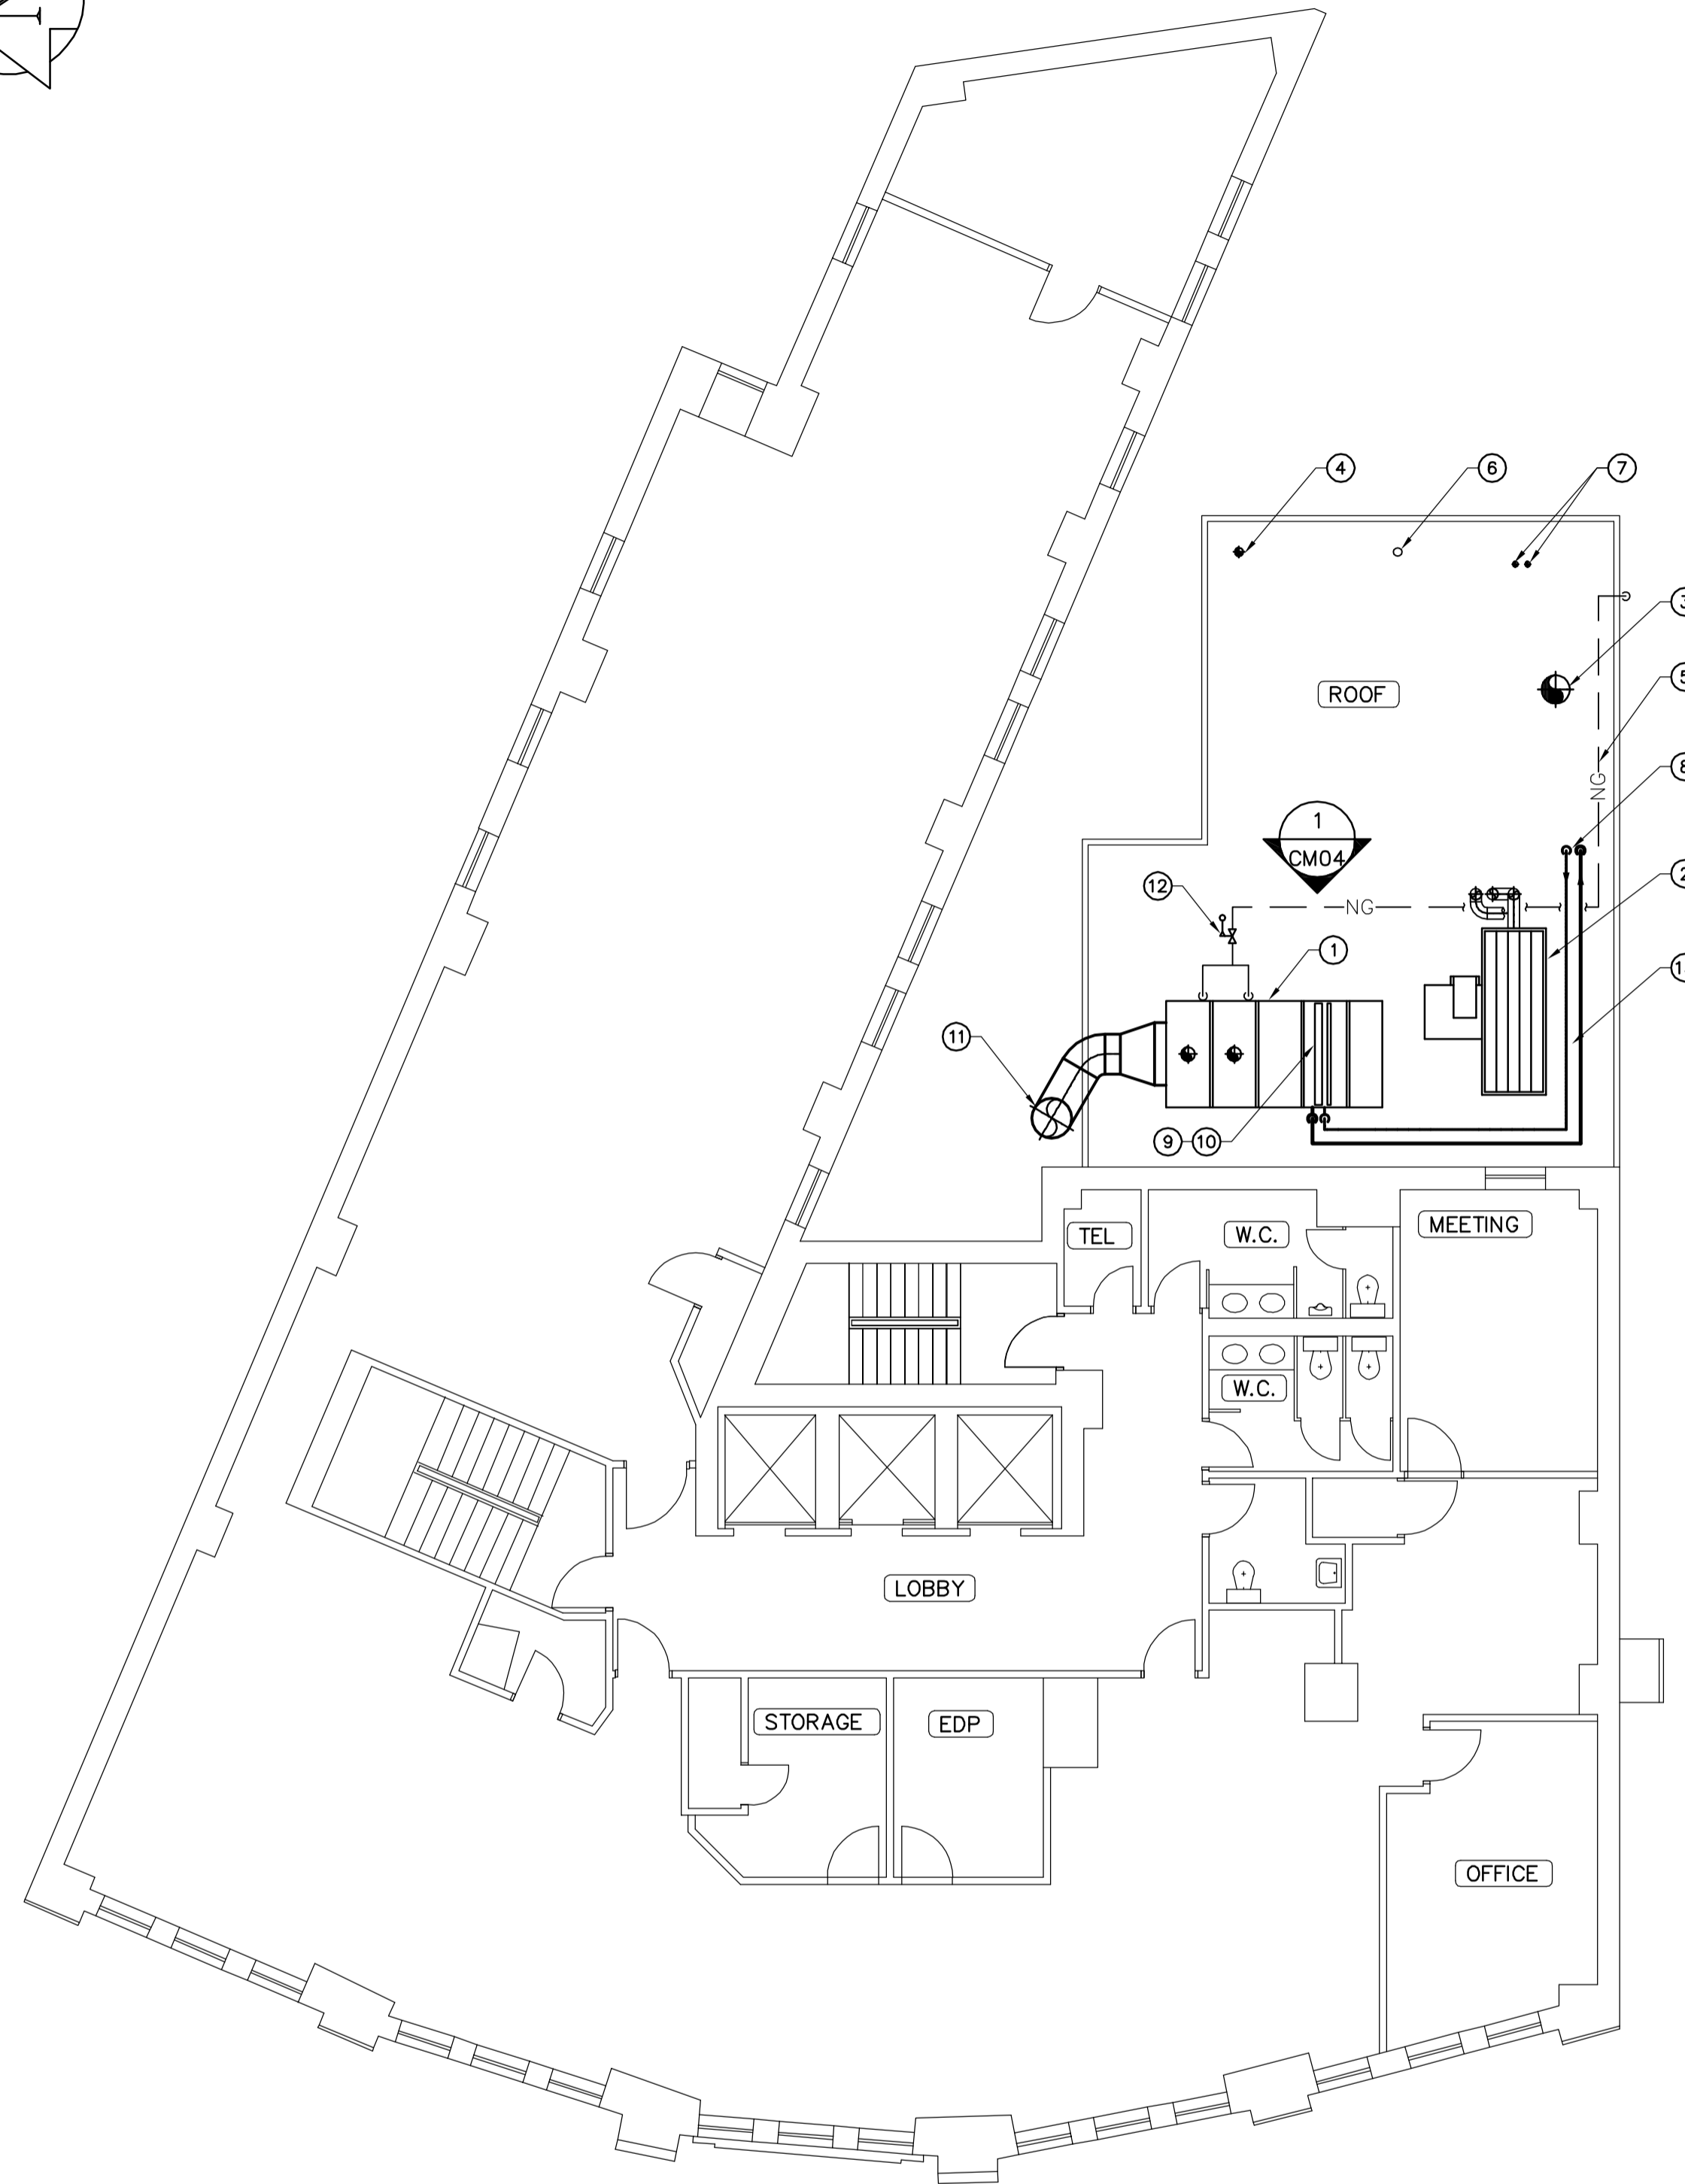 4
6
7
3
ROOF
5
NG
8
1
CM04
2
12
NG
1
11
9
10
TEL
W.C.
MEETING
W.C.
LOBBY
STORAGE
EDP
OFFICE